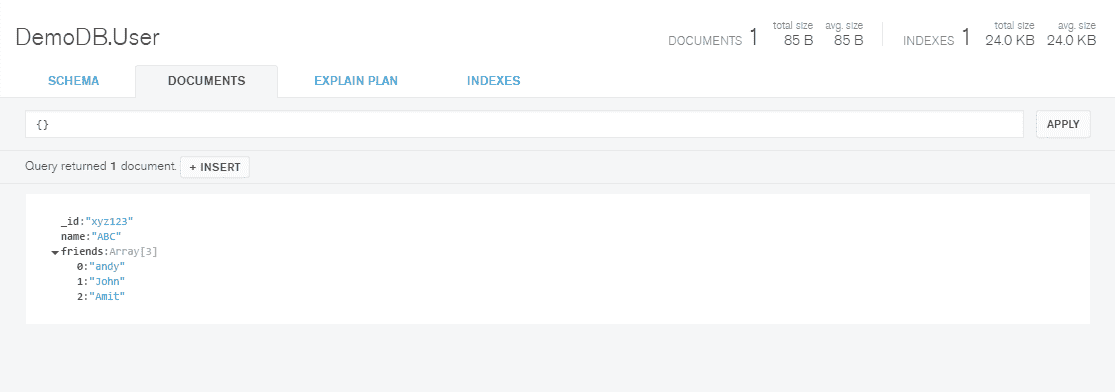 DemoDB.User
DOCUMENTS 1 total size 85 B avg. size 85 B INDEXES 1 total size 24.0 KB avg. size 24.0 KB
SCHEMA DOCUMENTS EXPLAIN PLAN INDEXES
{} APPLY
Query returned 1 document. + INSERT
_id:"xyz123"
name:"ABC"
friends:Array[3]
0:"andy"
1:"John"
2:"Amit"